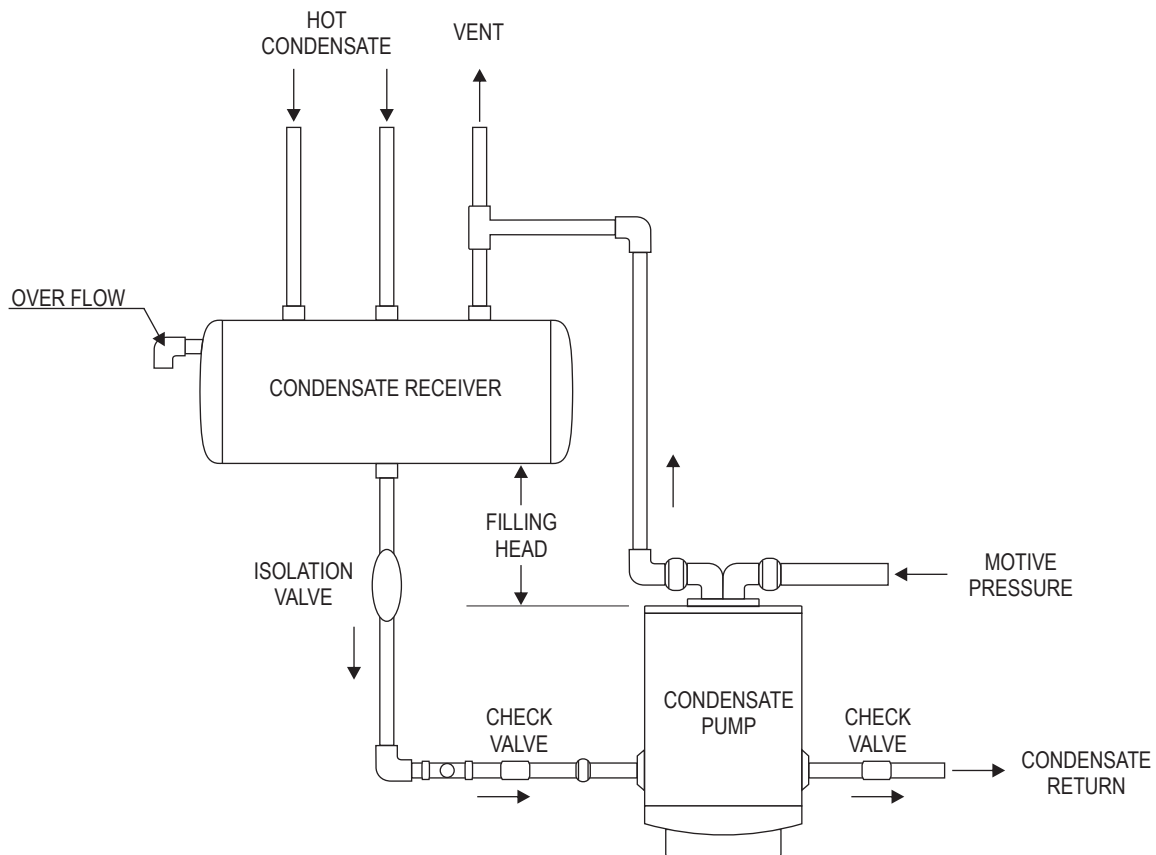 HOT
CONDENSATE
VENT
OVER FLOW
CONDENSATE RECEIVER
FILLING
HEAD
ISOLATION
VALVE
MOTIVE
PRESSURE
CONDENSATE
PUMP
CHECK
VALVE
CHECK
VALVE
CONDENSATE
RETURN